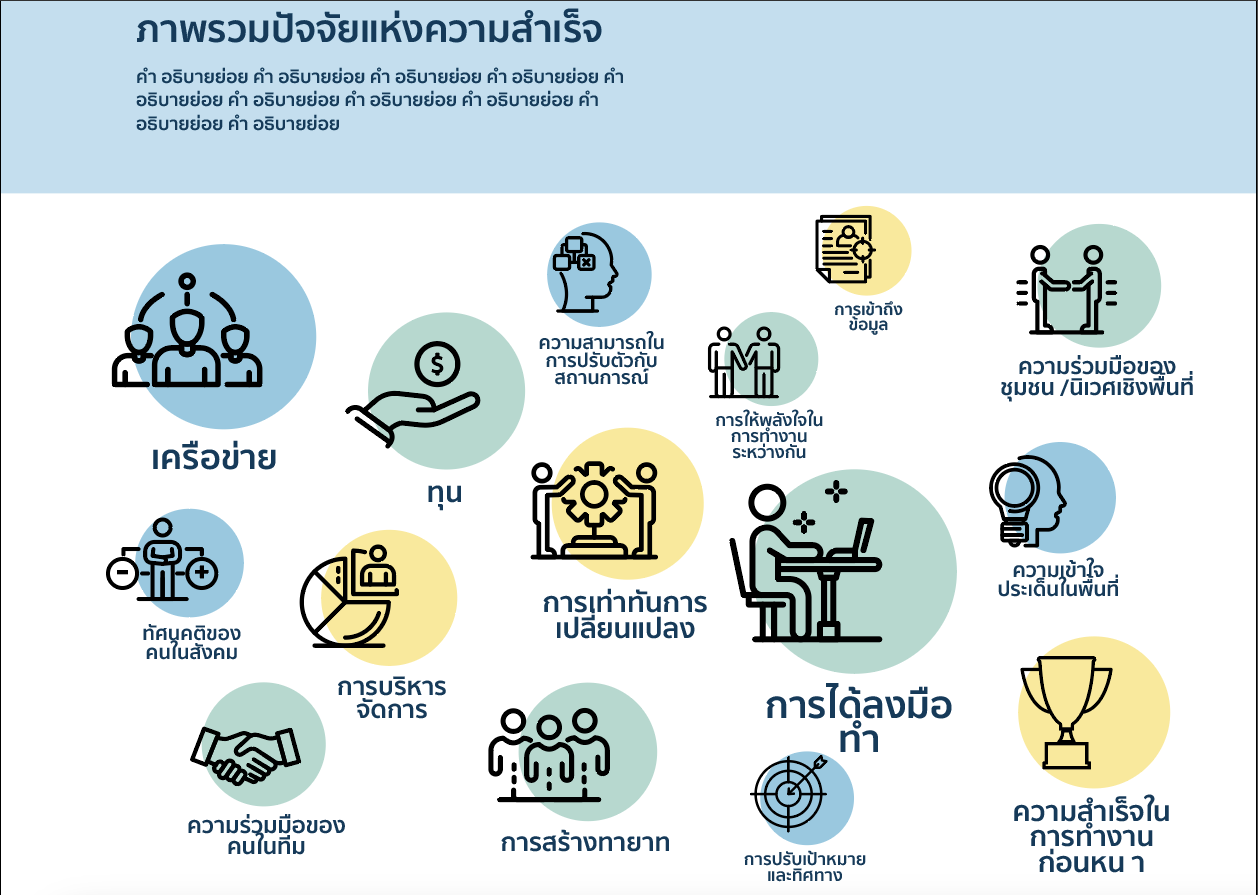 ภาพรวมปัจจัยแห่งความสำเร็จ
คำ อธิบายย่อย คำ อธิบายย่อย คำ อธิบายย่อย คำ อธิบายย่อย คำ
อธิบายย่อย คำ อธิบายย่อย คำ อธิบายย่อย คำ อธิบายย่อย คำ
อธิบายย่อย คำ อธิบายย่อย
การเข้าถึง
ข้อมูล
ความสามารถใน
การปรับตัวกับ
สถานการณ์
ความร่วมมือของ
ชุมชน /นิเวศเชิงพื้นที่
การให้พลังใจใน
การทำงาน
ระหว่างกัน
เครือข่าย
ทุน
ความเข้าใจ
ประเด็นในพื้นที่
การเท่าทันการ
เปลี่ยนแปลง
ทัศนคติของ
คนในสังคม
การบริหาร
จัดการ
การได้ลงมือ
ทำ
ความร่วมมือของ
คนในทีม
การสร้างทายาท
ความสำเร็จใน
การทำงาน
ก่อนหน า
การปรับเป้าหมาย
และทิศทาง